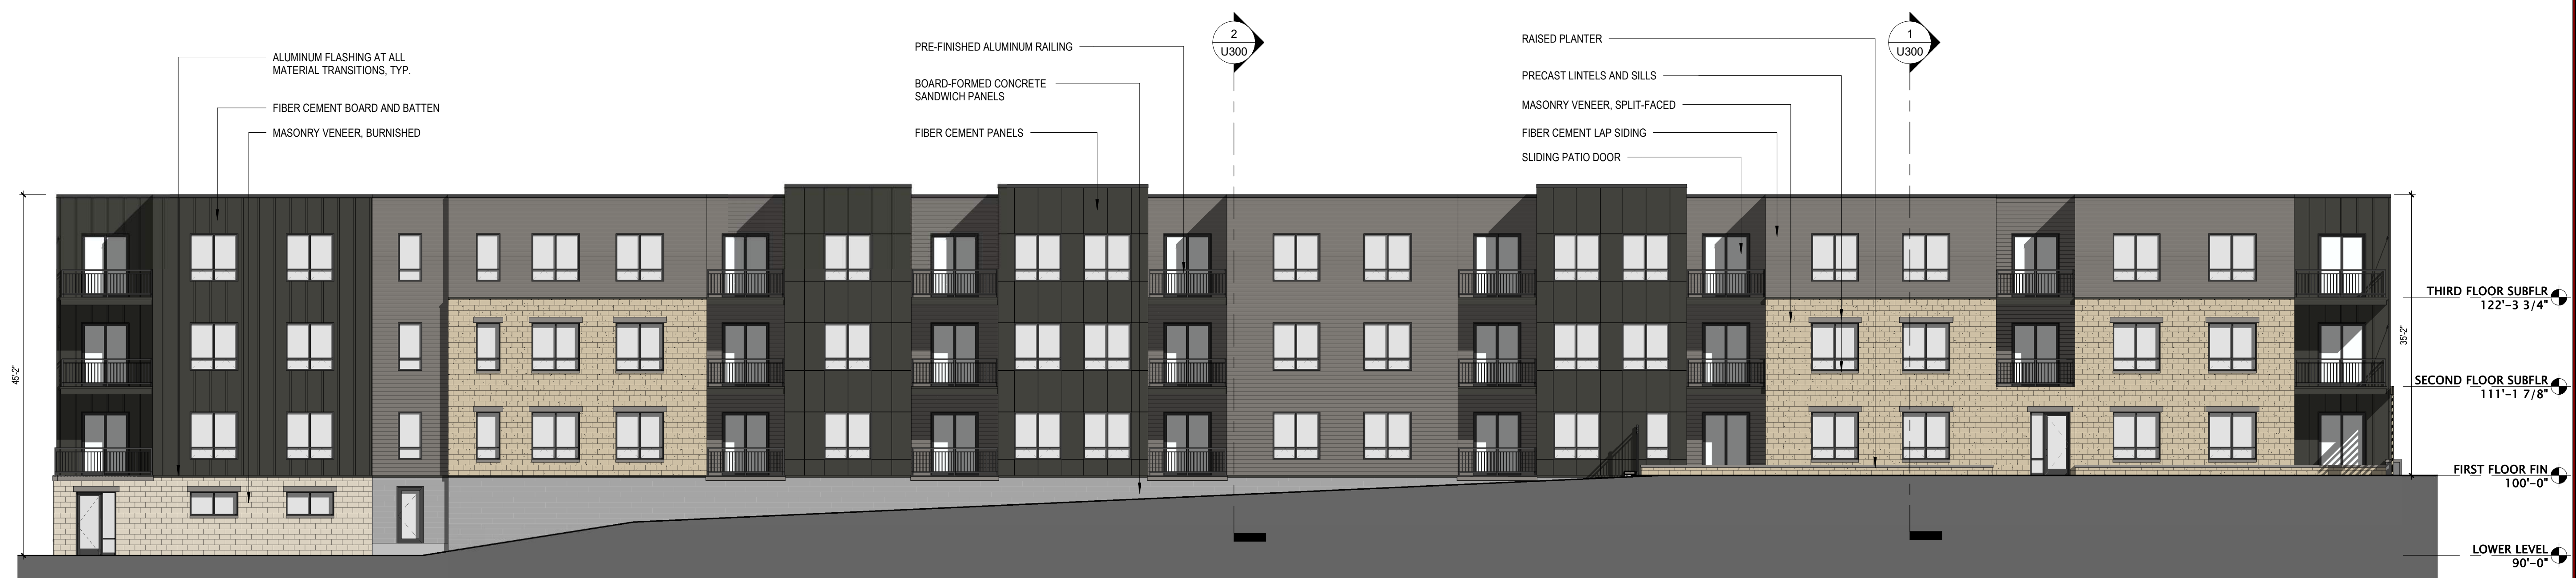 ALUMINUM FLASHING AT ALL
MATERIAL TRANSITIONS, TYP.
FIBER CEMENT BOARD AND BATTEN
MASONRY VENEER, BURNISHED
PRE-FINISHED ALUMINUM RAILING
BOARD-FORMED CONCRETE
SANDWICH PANELS
FIBER CEMENT PANELS
2
U300
RAISED PLANTER
PRECAST LINTELS AND SILLS
MASONRY VENEER, SPLIT-FACED
FIBER CEMENT LAP SIDING
SLIDING PATIO DOOR
1
U300
45'-2"
35'-2"
THIRD FLOOR SUBFLR
122'-3 3/4"
SECOND FLOOR SUBFLR
111'-1 7/8"
FIRST FLOOR FIN
100'-0"
LOWER LEVEL
90'-0"